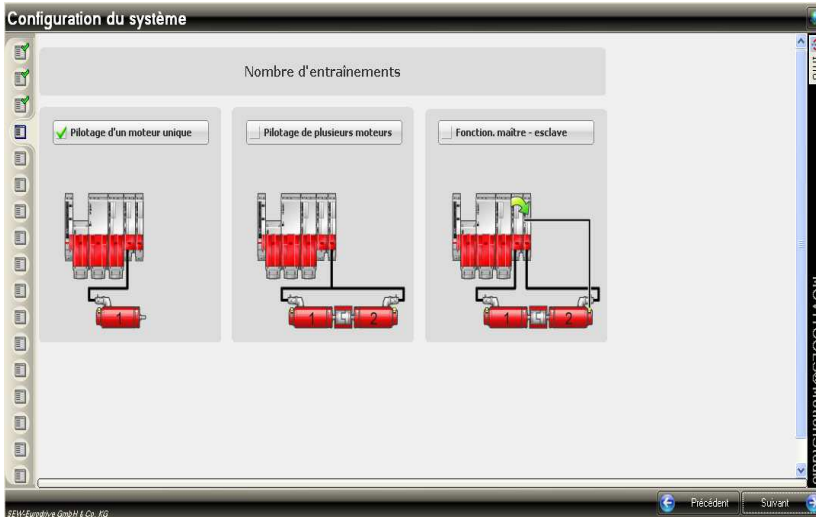 Configuration du système
Nombre d'entraînements
Pilotage d'un moteur unique
Pilotage de plusieurs moteurs
Fonction. maître - esclave
1
1
2
1
2
Précédent
Suivant
SEW-Eurodrive GmbH & Co. KG